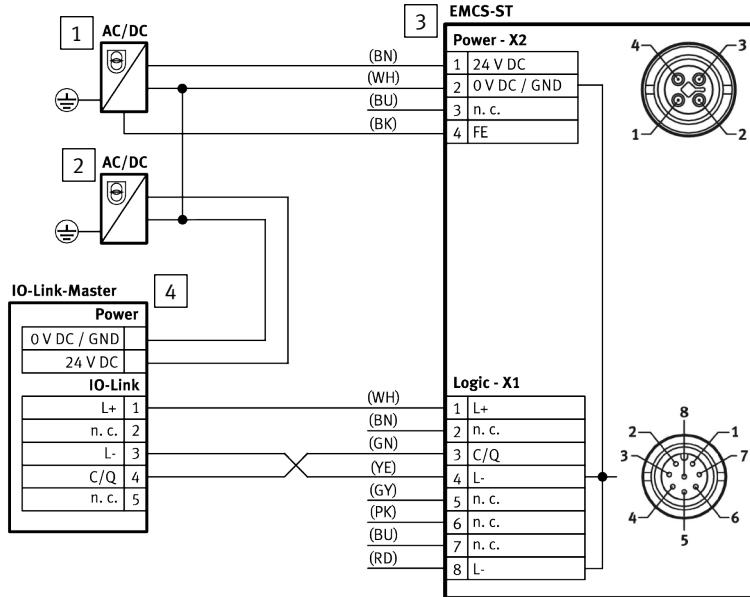 1 AC/DC
2 AC/DC
3 EMCS-ST
Power - X2
(BN) 1 24 V DC
(WH) 2 0 V DC / GND
(BU) 3 n. c.
(BK) 4 FE
4 3
1 2
IO-Link-Master 4
Power
0 V DC / GND
24 V DC
IO-Link
L+ 1
n. c. 2
L- 3
C/Q 4
n. c. 5
Logic - X1
(WH) 1 L+
(BN) 2 n. c.
(GN) 3 C/Q
(YE) 4 L-
(GY) 5 n. c.
(PK) 6 n. c.
(BU) 7 n. c.
(RD) 8 L-
8
2 1
3 7
4 6
5